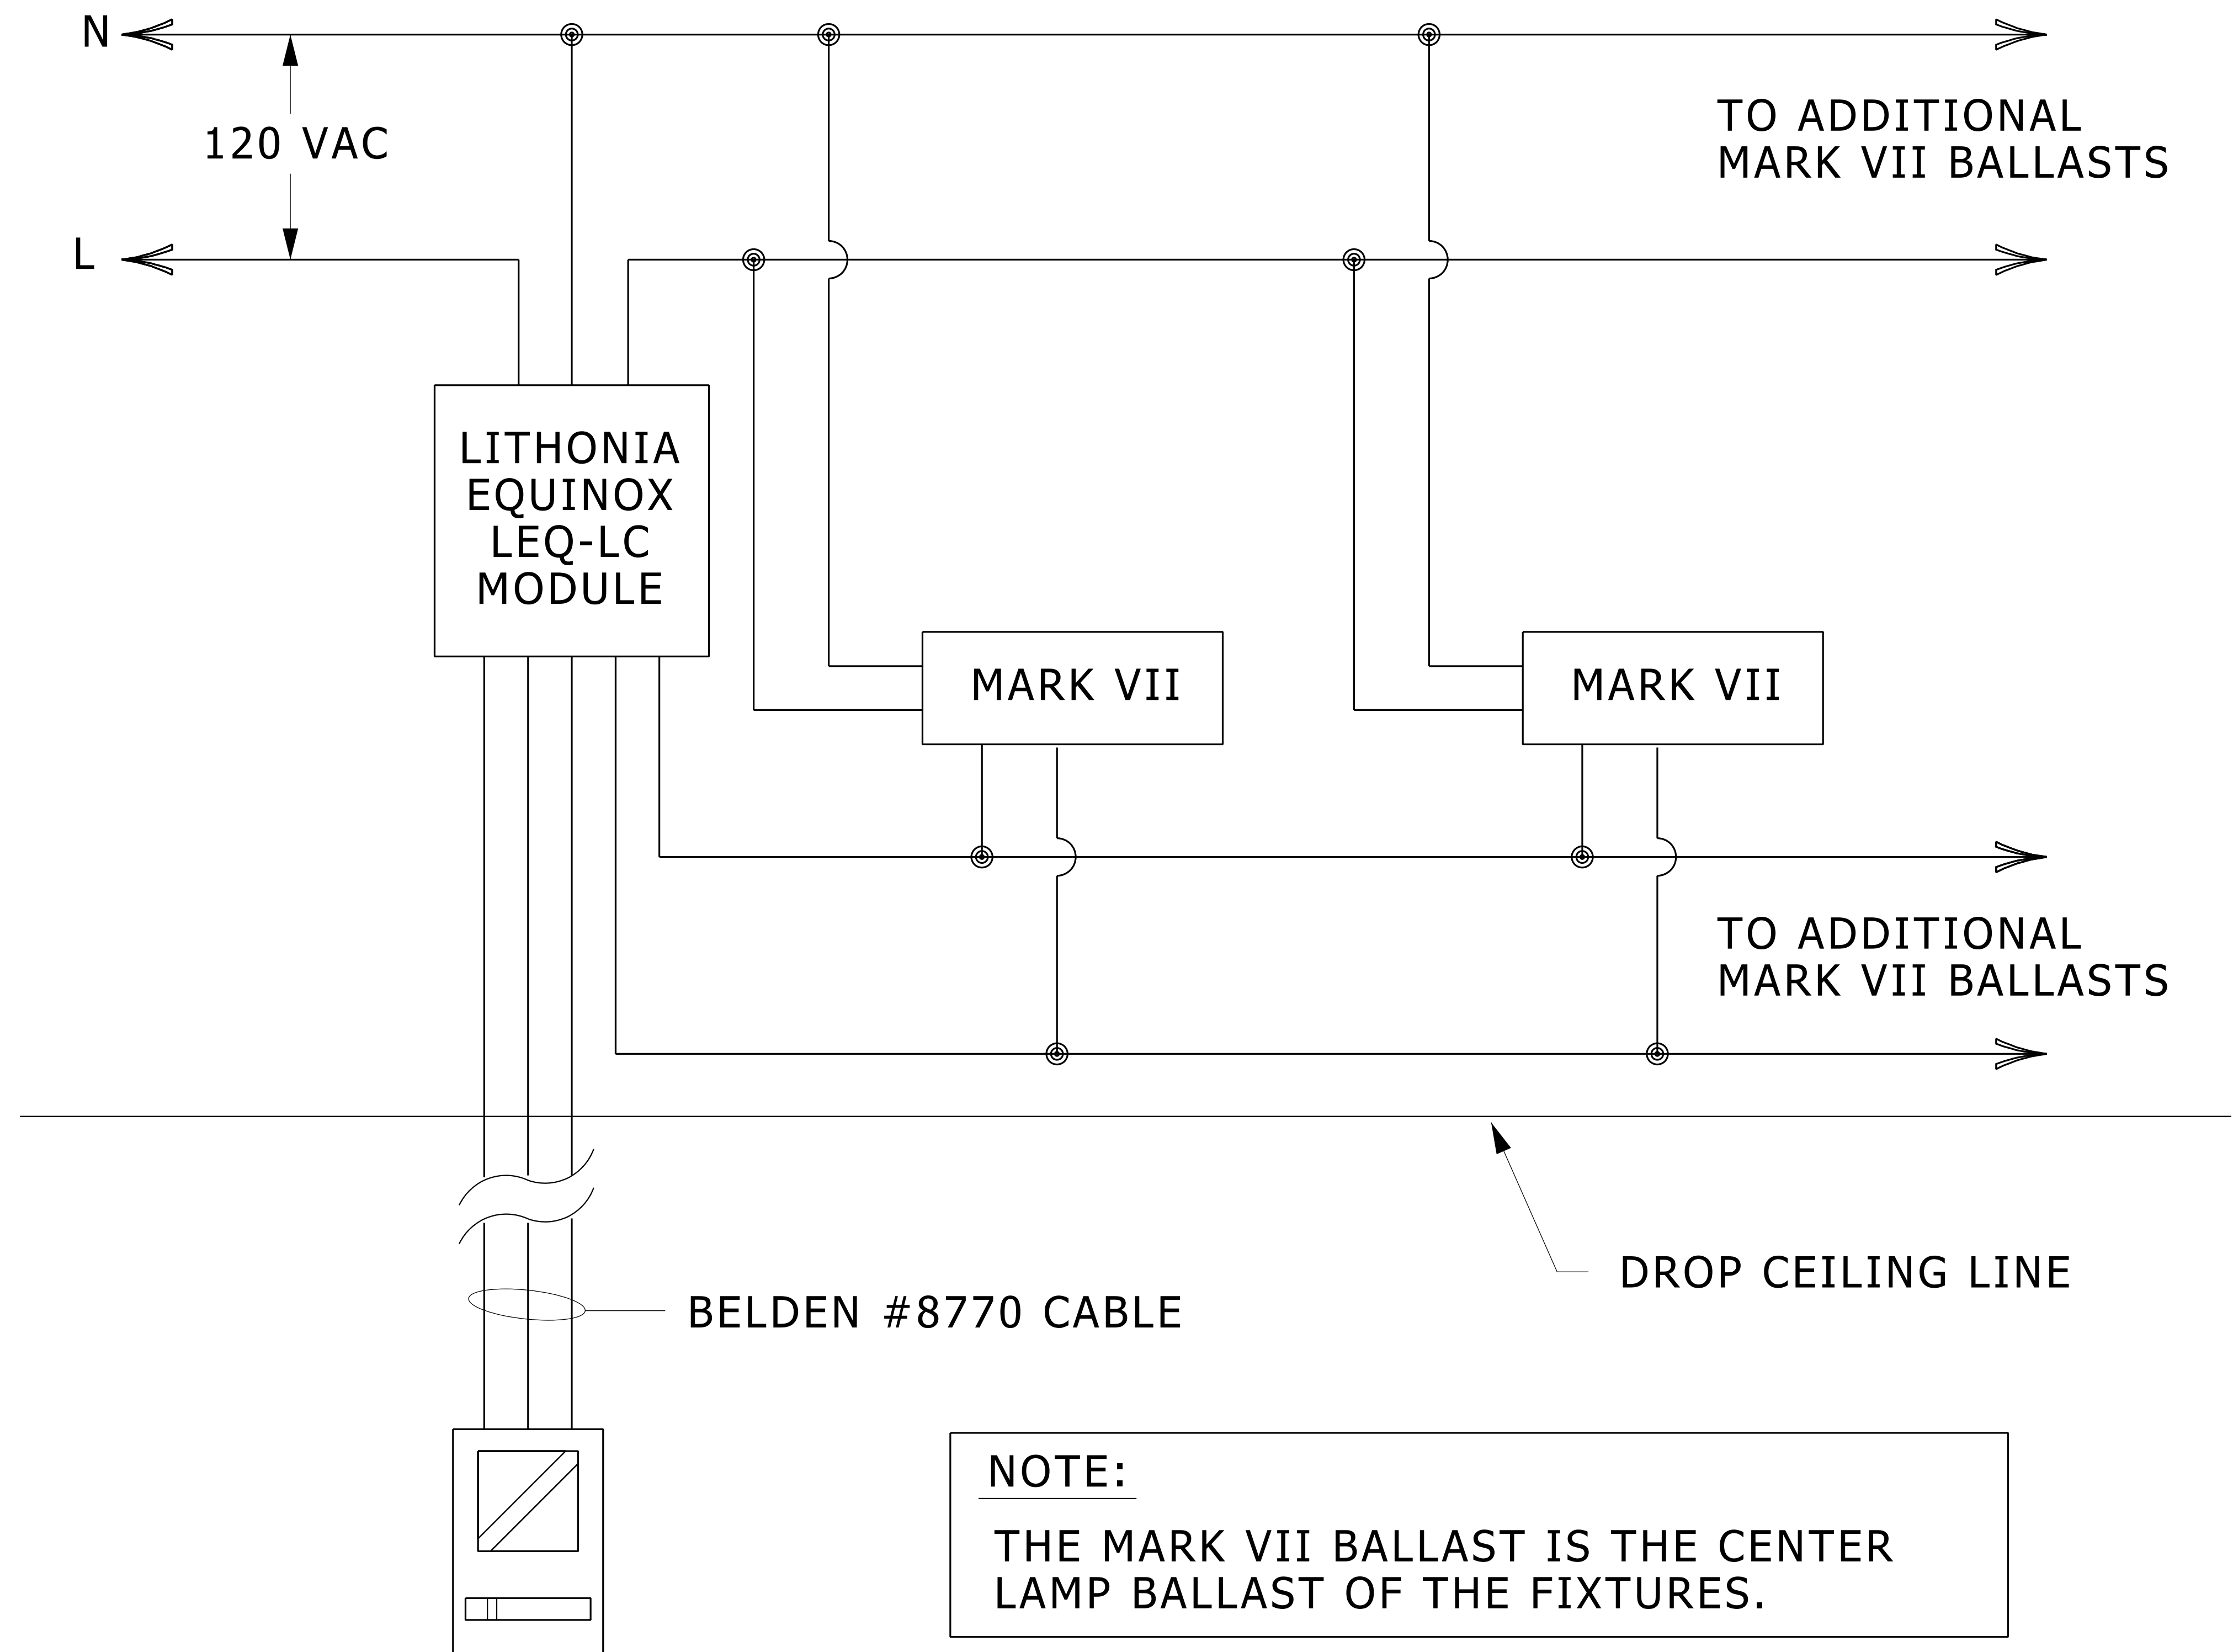 N
120 VAC
TO ADDITIONAL
MARK VII BALLASTS
L
LITHONIA
EQUINOX
LEQ-LC
MODULE
MARK VII
MARK VII
TO ADDITIONAL
MARK VII BALLASTS
DROP CEILING LINE
BELDEN #8770 CABLE
NOTE:
THE MARK VII BALLAST IS THE CENTER
LAMP BALLAST OF THE FIXTURES.